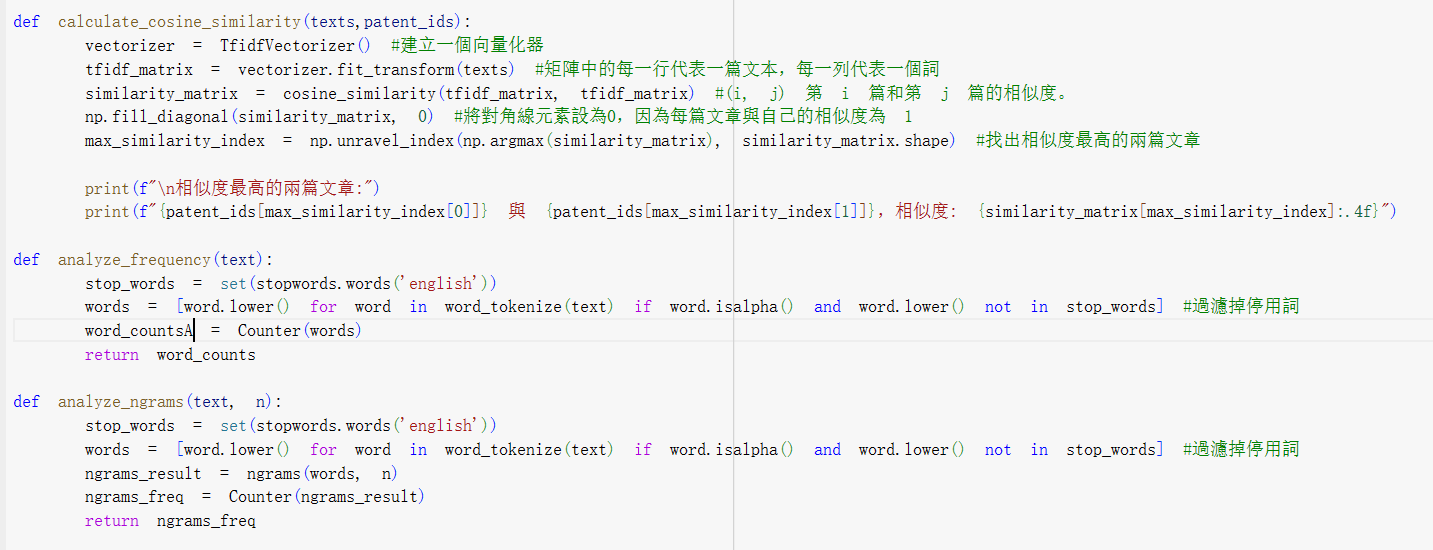 def calculate_cosine_similarity(texts,patent_ids):
vectorizer = TfidfVectorizer() #建立一個向量化器
tfidf_matrix = vectorizer.fit_transform(texts) #矩陣中的每一行代表一篇文本，每一列代表一個詞
similarity_matrix = cosine_similarity(tfidf_matrix, tfidf_matrix) #(i, j) 第 i 篇和第 j 篇的相似度。
np.fill_diagonal(similarity_matrix, 0) #將對角線元素設為0，因為每篇文章與自己的相似度為 1
max_similarity_index = np.unravel_index(np.argmax(similarity_matrix), similarity_matrix.shape) #找出相似度最高的兩篇文章
print(f"\n相似度最高的兩篇文章:")
print(f"{patent_ids[max_similarity_index[0]]} 與 {patent_ids[max_similarity_index[1]]}，相似度: {similarity_matrix[max_similarity_index]:.4f}")
def analyze_frequency(text):
stop_words = set(stopwords.words('english'))
words = [word.lower() for word in word_tokenize(text) if word.isalpha() and word.lower() not in stop_words] #過濾掉停用詞
word_countsA = Counter(words)
return word_counts
def analyze_ngrams(text, n):
stop_words = set(stopwords.words('english'))
words = [word.lower() for word in word_tokenize(text) if word.isalpha() and word.lower() not in stop_words] #過濾掉停用詞
ngrams_result = ngrams(words, n)
ngrams_freq = Counter(ngrams_result)
return ngrams_freq